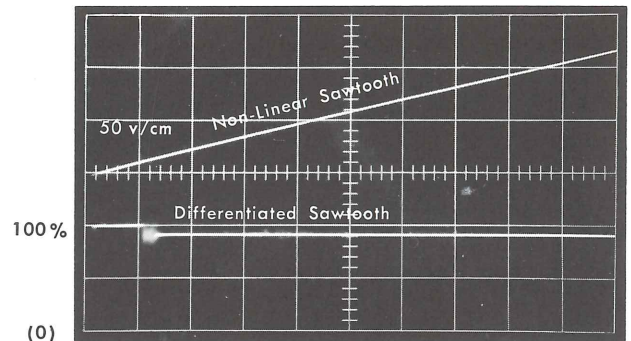 Non-Linear Sawtooth
50 v/cm
Differentiated Sawtooth
100%
(0)